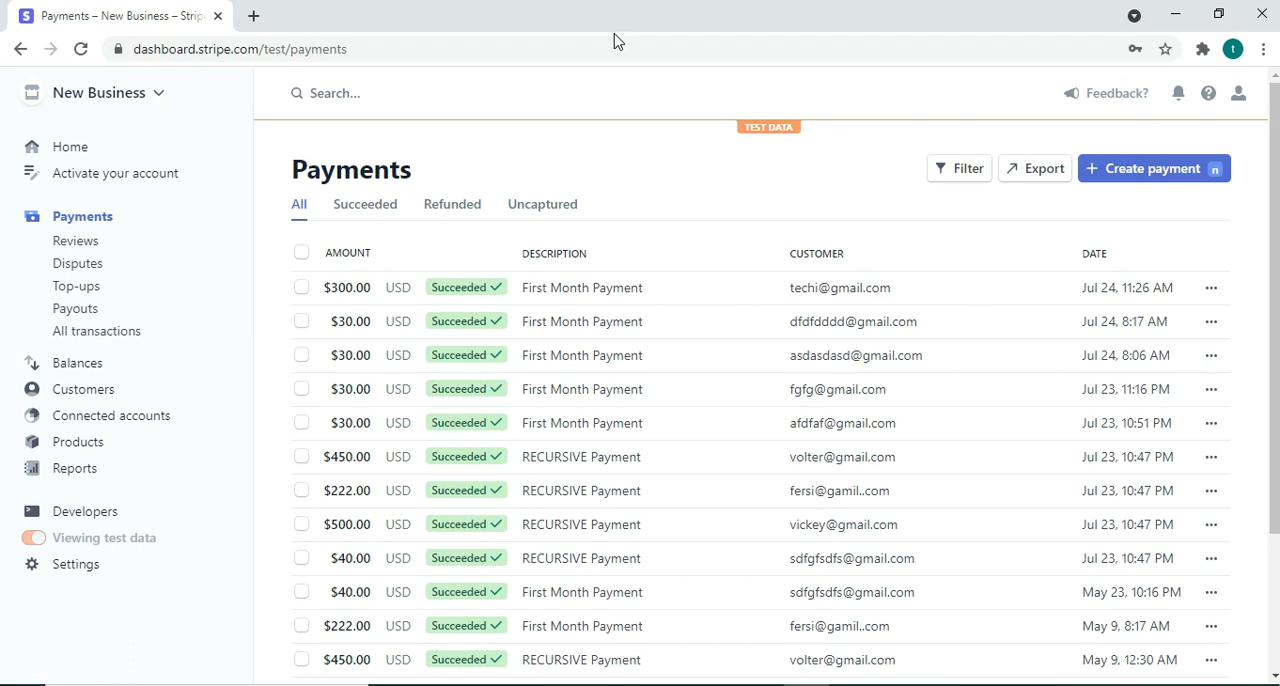 S Payments – New Business – Strip
dashboard.stripe.com/test/payments t
New Business
Search...
Feedback?
TEST DATA
Home
Activate your account
Payments
Reviews
Disputes
Top-ups
Payouts
All transactions
Balances
Customers
Connected accounts
Products
Reports
Developers
Viewing test data
Settings
Payments
Filter Export Create payment n
All Succeeded Refunded Uncaptured
AMOUNT DESCRIPTION CUSTOMER DATE
$300.00 USD Succeeded First Month Payment techi@gmail.com Jul 24, 11:26 AM
$30.00 USD Succeeded First Month Payment dfdfdddd@gmail.com Jul 24, 8:17 AM
$30.00 USD Succeeded First Month Payment asdasdasd@gmail.com Jul 24, 8:06 AM
$30.00 USD Succeeded First Month Payment fgfg@gmail.com Jul 23, 11:16 PM
$30.00 USD Succeeded First Month Payment afdfaf@gmail.com Jul 23, 10:51 PM
$450.00 USD Succeeded RECURSIVE Payment volter@gmail.com Jul 23, 10:47 PM
$222.00 USD Succeeded RECURSIVE Payment fersi@gamil..com Jul 23, 10:47 PM
$500.00 USD Succeeded RECURSIVE Payment vickey@gmail.com Jul 23, 10:47 PM
$40.00 USD Succeeded RECURSIVE Payment sdfgfsdfs@gmail.com Jul 23, 10:47 PM
$40.00 USD Succeeded First Month Payment sdfgfsdfs@gmail.com May 23, 10:16 PM
$222.00 USD Succeeded First Month Payment fersi@gamil..com May 9, 8:17 AM
$450.00 USD Succeeded RECURSIVE Payment volter@gmail.com May 9, 12:30 AM